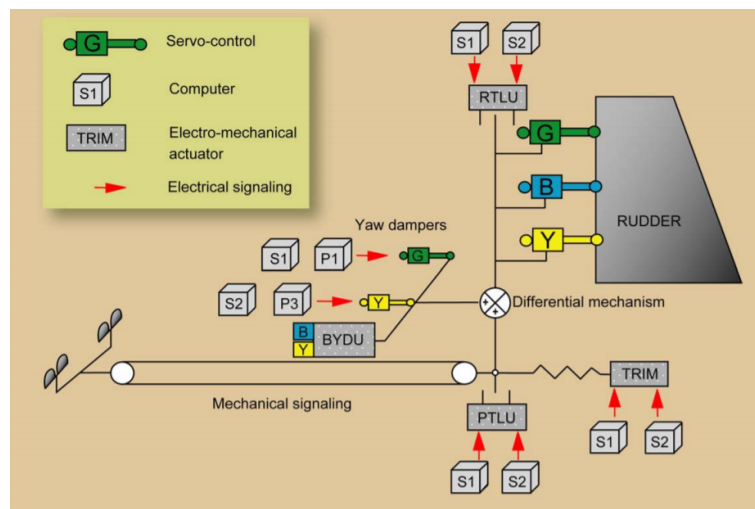 G Servo-control
S1 Computer
TRIM Electro-mechanical
actuator
Electrical signaling
S1 S2
RTLU
G
B
Y
RUDDER
Yaw dampers
S1 P1 G
S2 P3 Y
B
Y
BYDU
Differential mechanism
Mechanical signaling
TRIM
S1 S2
PTLU
S1 S2